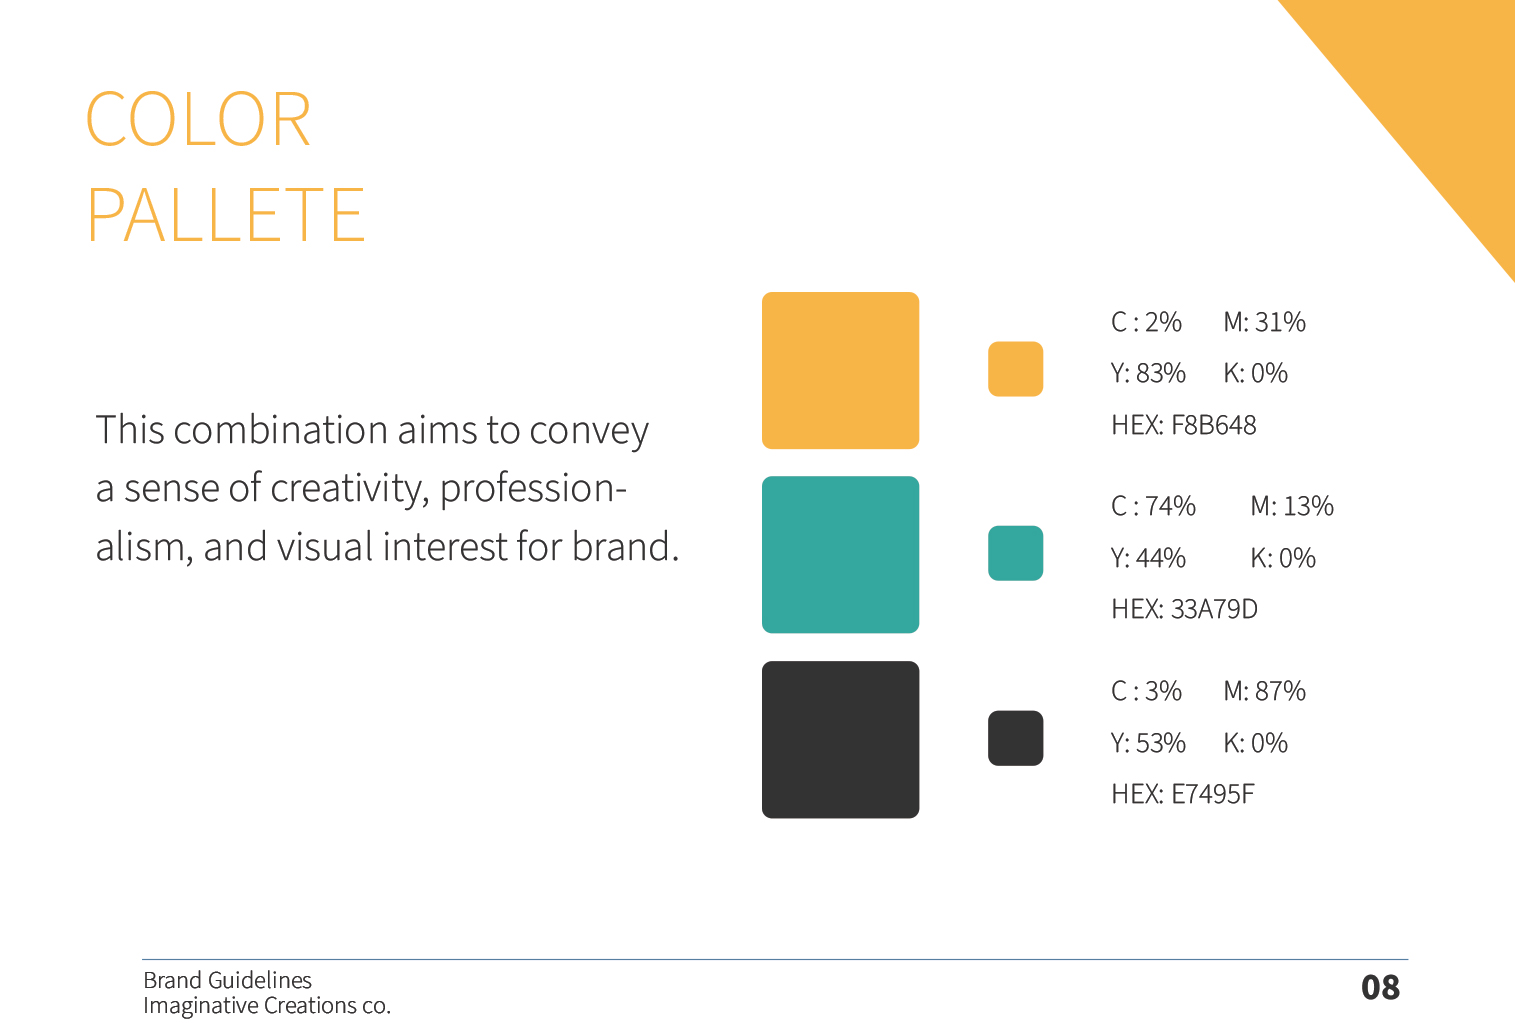 COLOR
PALLETE
This combination aims to convey
a sense of creativity, profession-
alism, and visual interest for brand.
C : 2% M: 31%
Y: 83% K: 0%
HEX: F8B648
C : 74% M: 13%
Y: 44% K: 0%
HEX: 33A79D
C : 3% M: 87%
Y: 53% K: 0%
HEX: E7495F
Brand Guidelines
Imaginative Creations co.
08